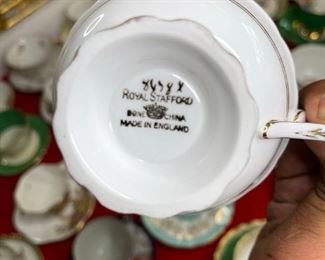 ROYAL STAFFORD
BONE CHINA
MADE IN ENGLAND